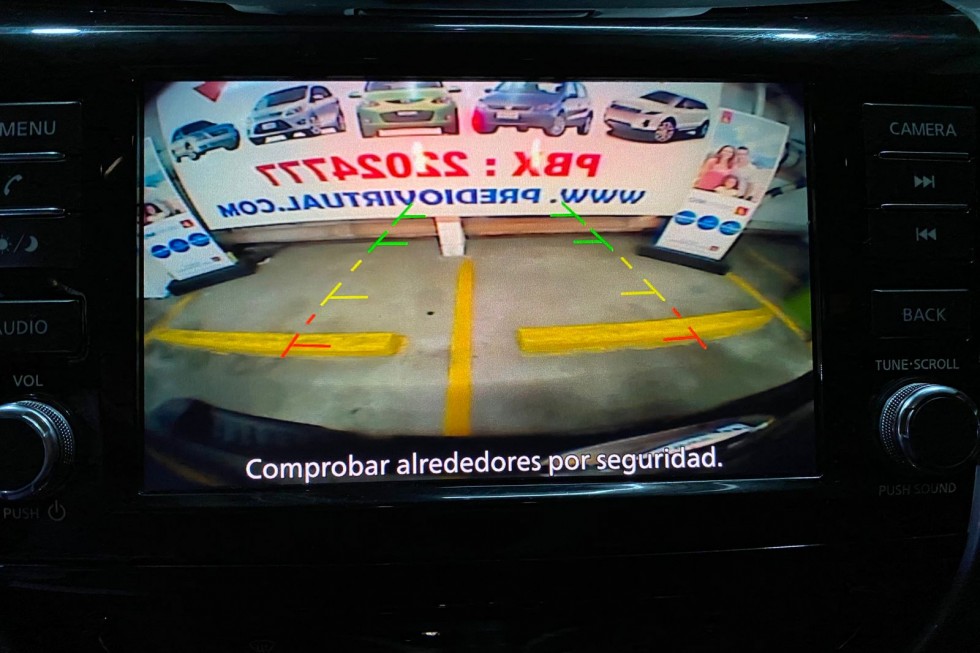 MENU
AUDIO
VOL
PUSH
PBX : 22024777
WWW. PREDIOVIRTUAL.COM
Comprobar alrededores por seguridad.
CAMERA
BACK
TUNE·SCROLL
PUSH SOUND